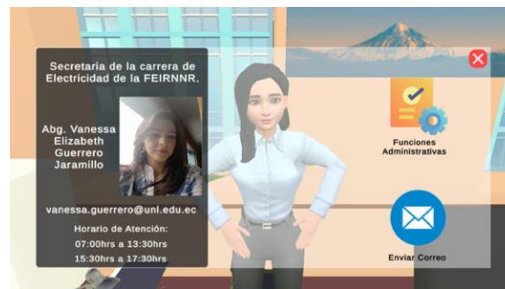 Secretaria de la carrera de
Electricidad de la FEIRNNR.
Abg. Vanessa
Elizabeth
Guerrero
Jaramillo
vanessa.guerrero@unl.edu.ec
Horario de Atención:
07:00hrs a 13:30hrs
15:30hrs a 17:30hrs
Funciones
Administrativas
Enviar Correo